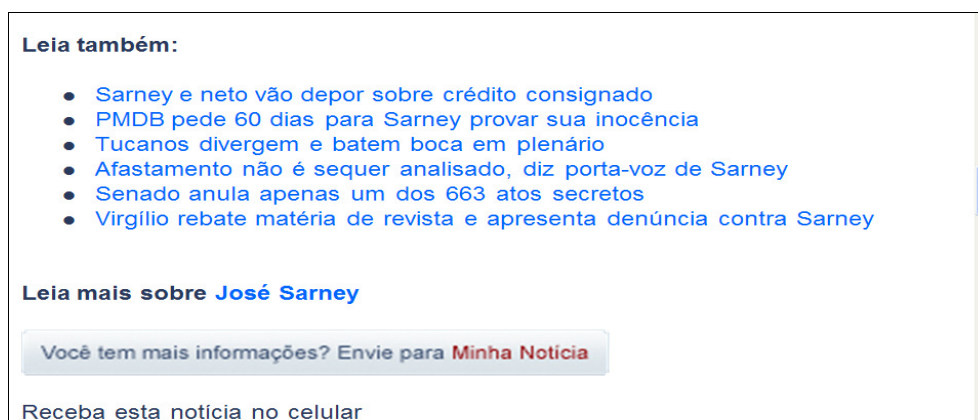 Leia também:
Sarney e neto vão depor sobre crédito consignado
PMDB pede 60 dias para Sarney provar sua inocência
Tucanos divergem e batem boca em plenário
Afastamento não é sequer analisado, diz porta-voz de Sarney
Senado anula apenas um dos 663 atos secretos
Virgílio rebate matéria de revista e apresenta denúncia contra Sarney
Leia mais sobre José Sarney
Você tem mais informações? Envie para Minha Notícia
Receba esta notícia no celular